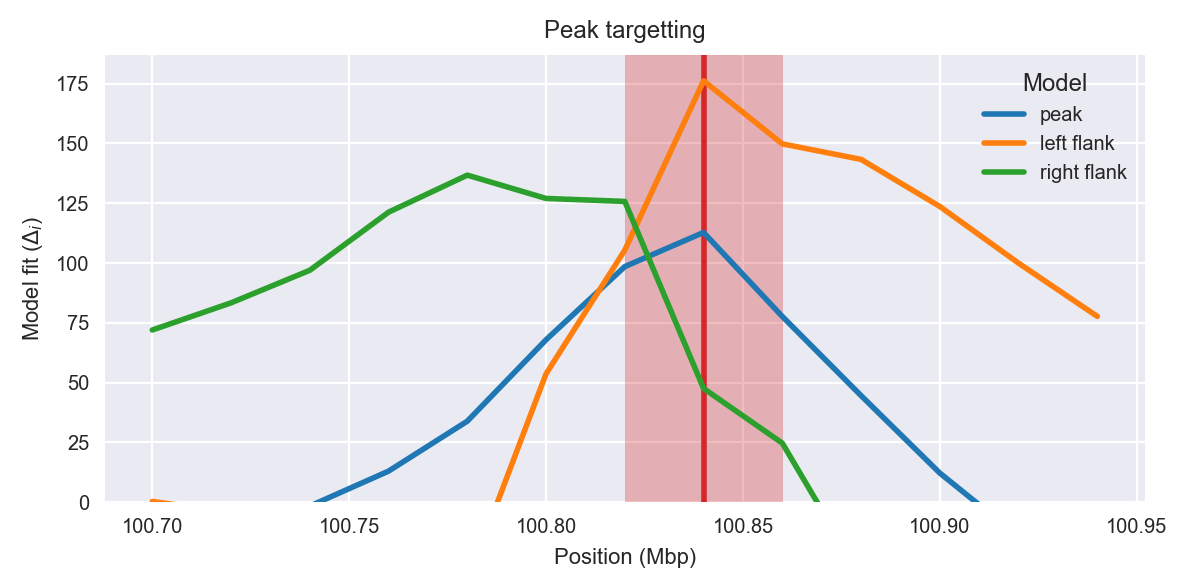 Peak targetting
Model
peak
left flank
right flank
Model fit (Δi)
175
150
125
100
75
50
25
0
100.70 100.75 100.80 100.85 100.90 100.95
Position (Mbp)